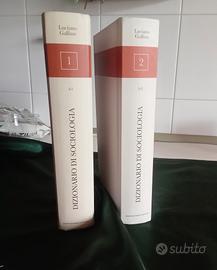 Luciano
Gallino
1
DIZIONARIO DI SOCIOLOGIA
Luciano
Gallino
2
DIZIONARIO DI SOCIOLOGIA
subito